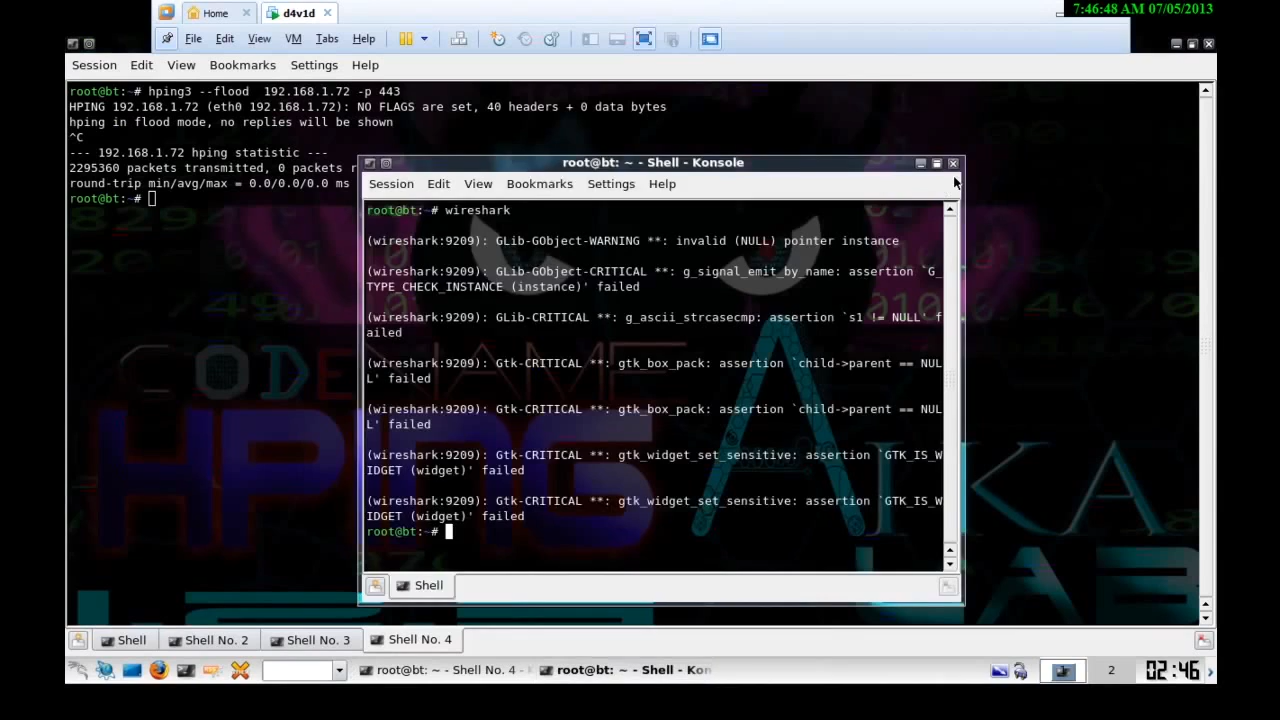 7:46:48 AM 07/05/2013
Home
d4v1d
File Edit View VM Tabs Help
Session Edit View Bookmarks Settings Help
root@bt:~# hping3 --flood  192.168.1.72 -p 443
HPING 192.168.1.72 (eth0 192.168.1.72): NO FLAGS are set, 40 headers + 0 data bytes
hping in flood mode, no replies will be shown
^C
--- 192.168.1.72 hping statistic ---
2295360 packets transmitted, 0 packets r
round-trip min/avg/max = 0.0/0.0/0.0 ms
root@bt:~#
root@bt: ~ - Shell - Konsole
Session Edit View Bookmarks Settings Help
root@bt:~# wireshark
(wireshark:9209): GLib-GObject-WARNING **: invalid (NULL) pointer instance
(wireshark:9209): GLib-GObject-CRITICAL **: g_signal_emit_by_name: assertion `G_
TYPE_CHECK_INSTANCE (instance)' failed
(wireshark:9209): GLib-CRITICAL **: g_ascii_strcasecmp: assertion `s1 != NULL' f
ailed
(wireshark:9209): Gtk-CRITICAL **: gtk_box_pack: assertion `child->parent == NUL
L' failed
(wireshark:9209): Gtk-CRITICAL **: gtk_box_pack: assertion `child->parent == NUL
L' failed
(wireshark:9209): Gtk-CRITICAL **: gtk_widget_set_sensitive: assertion `GTK_IS_W
IDGET (widget)' failed
(wireshark:9209): Gtk-CRITICAL **: gtk_widget_set_sensitive: assertion `GTK_IS_W
IDGET (widget)' failed
root@bt:~#
CODENAME
HPING
AKA
LAB
Shell
Shell Shell No. 2 Shell No. 3 Shell No. 4
root@bt: ~ - Shell No. 4 - root@bt: ~ - Shell - Kon
2
02:46